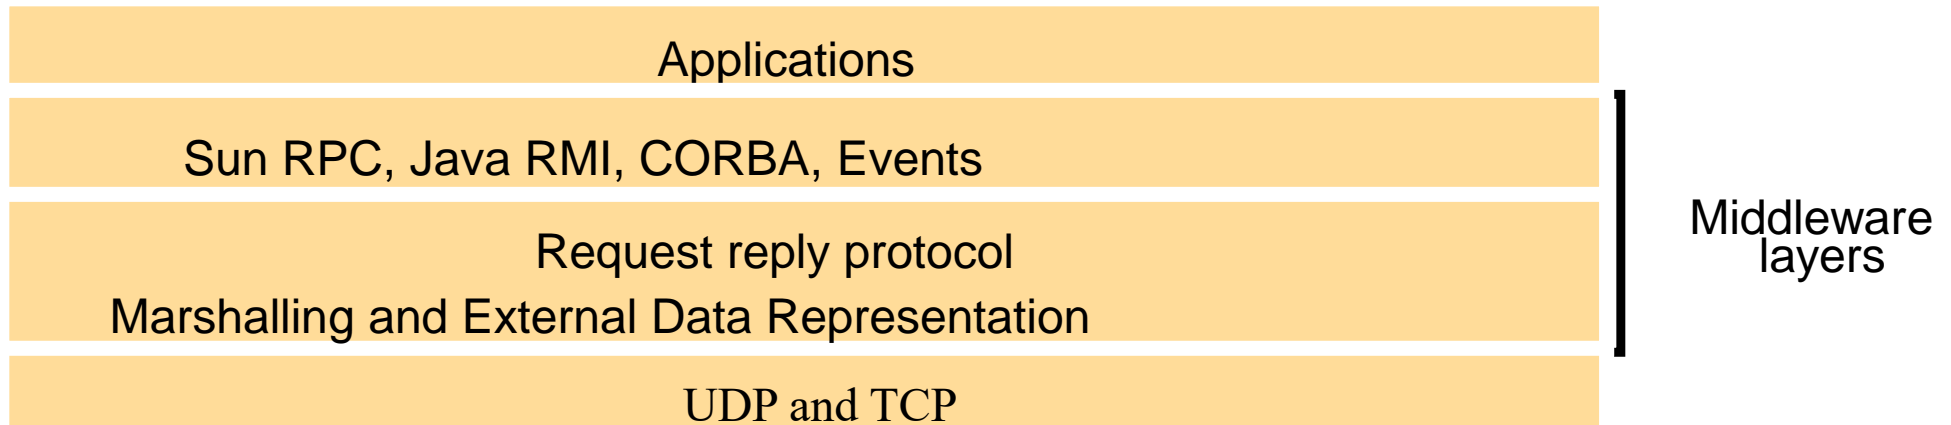 Applications
Sun RPC, Java RMI, CORBA, Events
Request reply protocol
Marshalling and External Data Representation
Middleware
layers
UDP and TCP